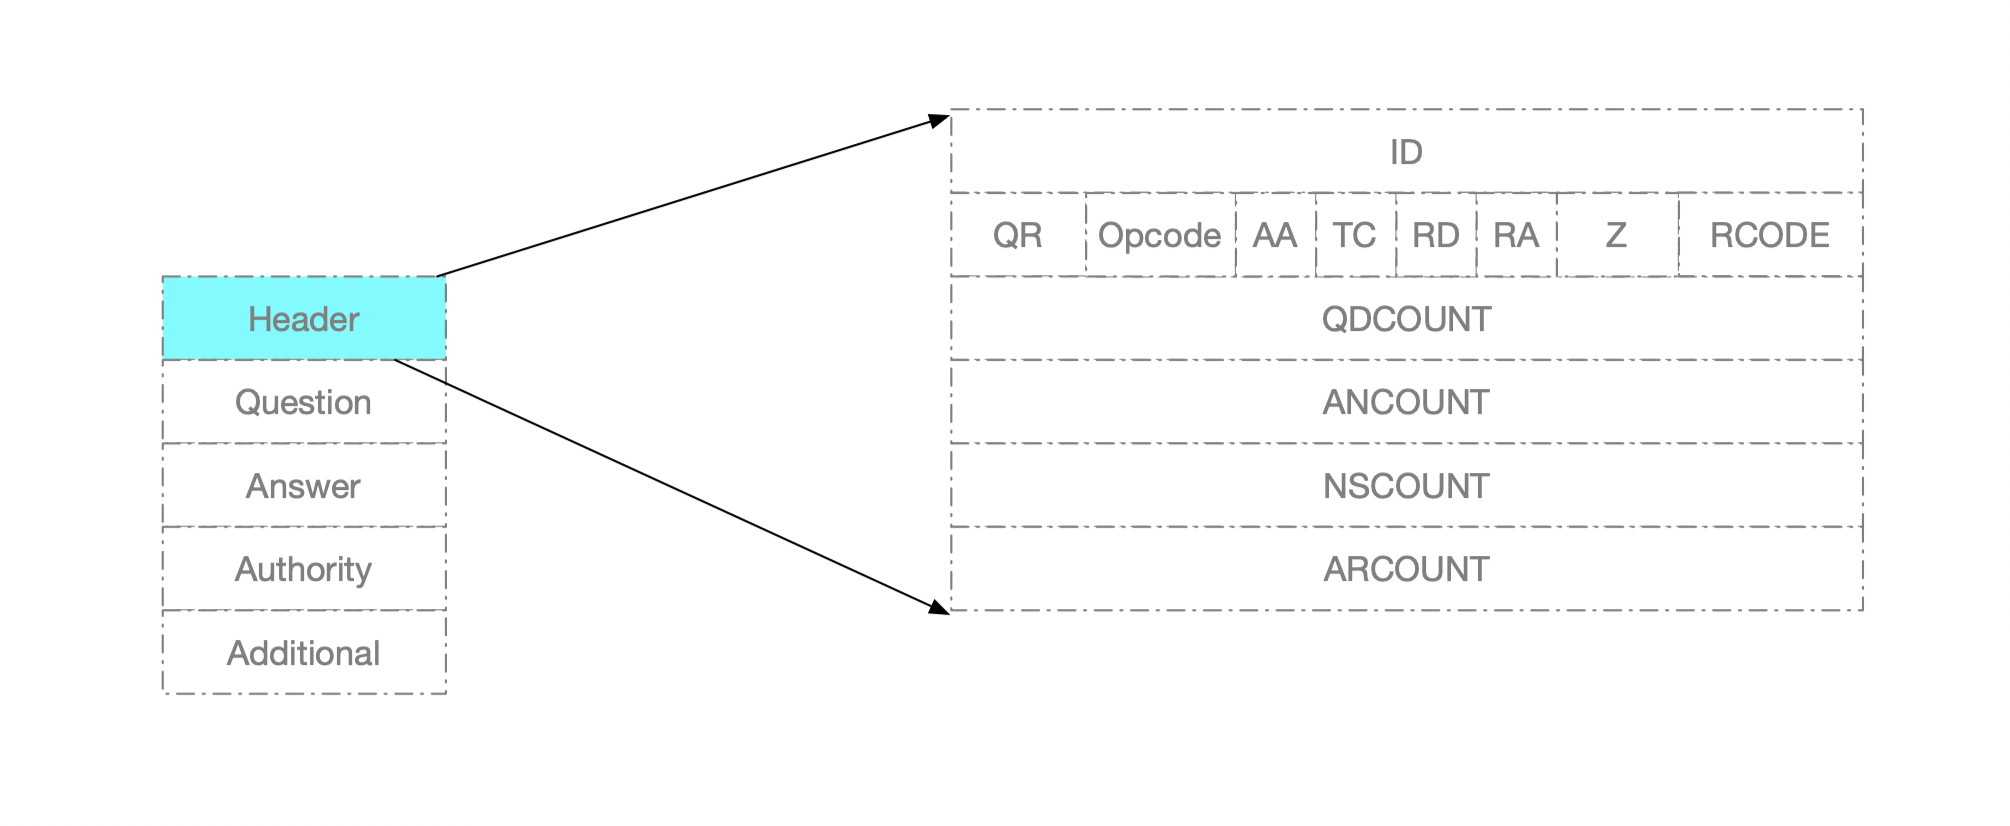 Header
Question
Answer
Authority
Additional
ID
QR Opcode AA TC RD RA Z RCODE
QDCOUNT
ANCOUNT
NSCOUNT
ARCOUNT